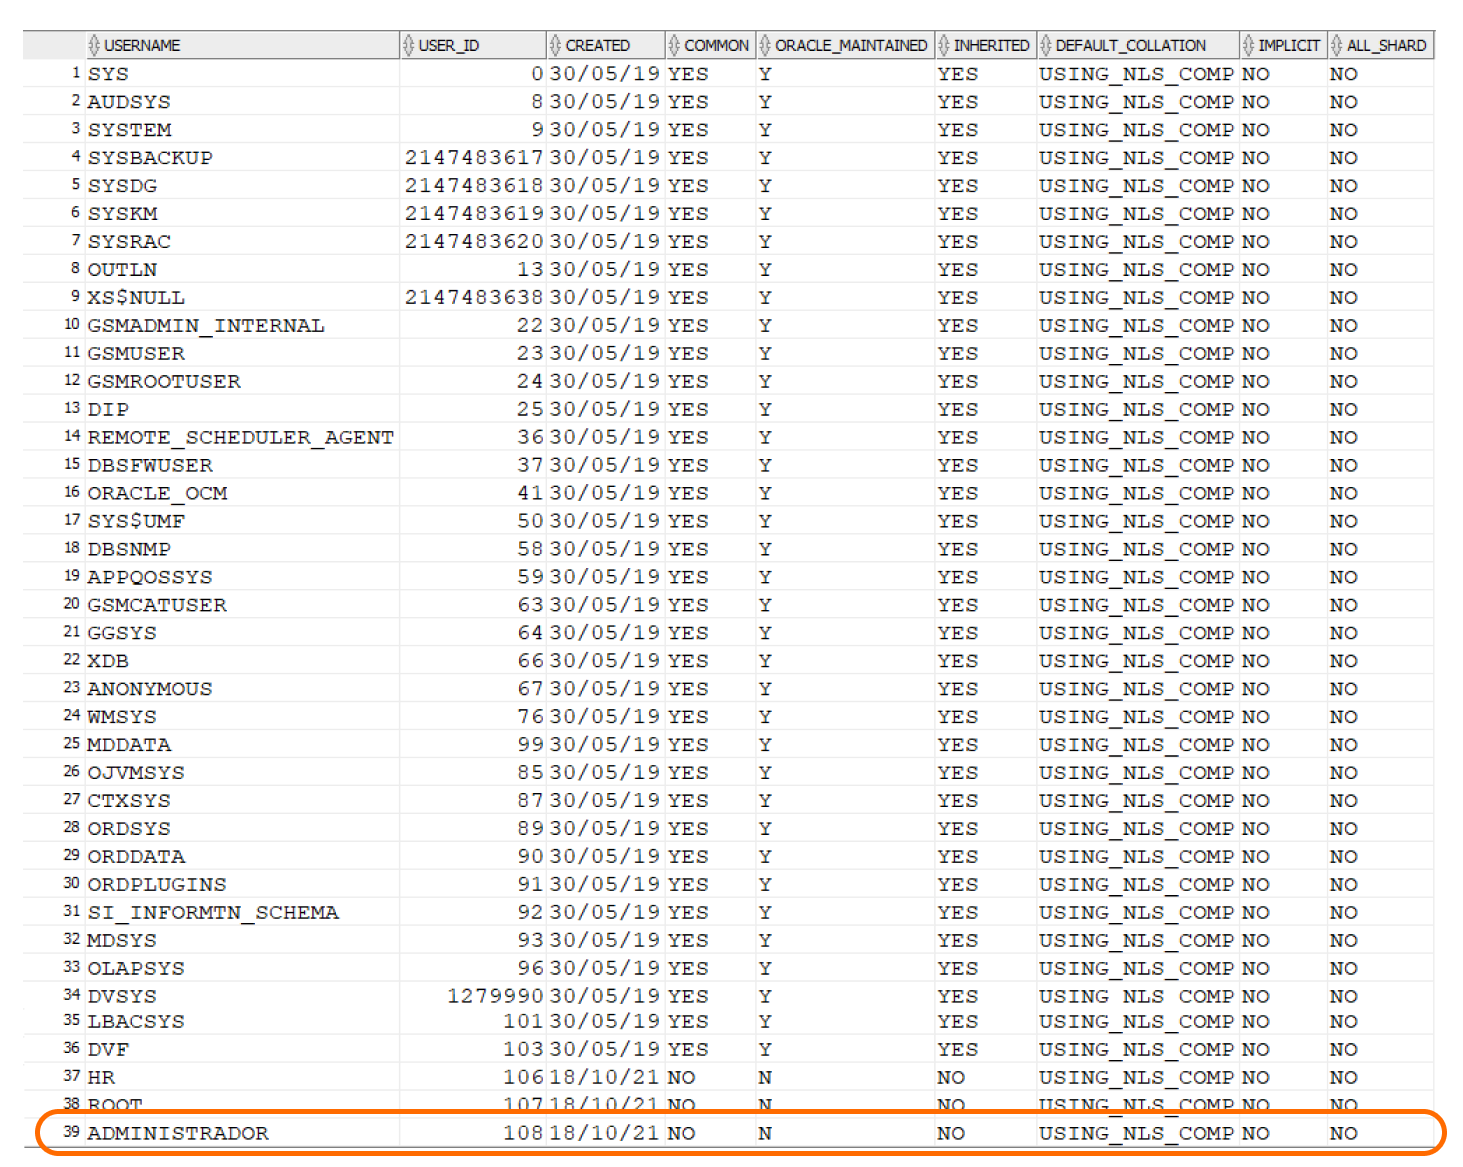 USERNAME USER_ID CREATED COMMON ORACLE_MAINTAINED INHERITED DEFAULT_COLLATION IMPLICIT ALL_SHARD
1 SYS 0 30/05/19 YES Y YES USING_NLS_COMP NO NO
2 AUDSYS 8 30/05/19 YES Y YES USING_NLS_COMP NO NO
3 SYSTEM 9 30/05/19 YES Y YES USING_NLS_COMP NO NO
4 SYSBACKUP 2147483617 30/05/19 YES Y YES USING_NLS_COMP NO NO
5 SYSDG 2147483618 30/05/19 YES Y YES USING_NLS_COMP NO NO
6 SYSKM 2147483619 30/05/19 YES Y YES USING_NLS_COMP NO NO
7 SYSRAC 2147483620 30/05/19 YES Y YES USING_NLS_COMP NO NO
8 OUTLN 13 30/05/19 YES Y YES USING_NLS_COMP NO NO
9 XS$NULL 2147483638 30/05/19 YES Y YES USING_NLS_COMP NO NO
10 GSMADMIN_INTERNAL 22 30/05/19 YES Y YES USING_NLS_COMP NO NO
11 GSMUSER 23 30/05/19 YES Y YES USING_NLS_COMP NO NO
12 GSMROOTUSER 24 30/05/19 YES Y YES USING_NLS_COMP NO NO
13 DIP 25 30/05/19 YES Y YES USING_NLS_COMP NO NO
14 REMOTE_SCHEDULER_AGENT 36 30/05/19 YES Y YES USING_NLS_COMP NO NO
15 DBSFWUSER 37 30/05/19 YES Y YES USING_NLS_COMP NO NO
16 ORACLE_OCM 41 30/05/19 YES Y YES USING_NLS_COMP NO NO
17 SYS$UMF 50 30/05/19 YES Y YES USING_NLS_COMP NO NO
18 DBSNMP 58 30/05/19 YES Y YES USING_NLS_COMP NO NO
19 APPQOSSYS 59 30/05/19 YES Y YES USING_NLS_COMP NO NO
20 GSMCATUSER 63 30/05/19 YES Y YES USING_NLS_COMP NO NO
21 GGSYS 64 30/05/19 YES Y YES USING_NLS_COMP NO NO
22 XDB 66 30/05/19 YES Y YES USING_NLS_COMP NO NO
23 ANONYMOUS 67 30/05/19 YES Y YES USING_NLS_COMP NO NO
24 WMSYS 76 30/05/19 YES Y YES USING_NLS_COMP NO NO
25 MDDATA 99 30/05/19 YES Y YES USING_NLS_COMP NO NO
26 OJVMSYS 85 30/05/19 YES Y YES USING_NLS_COMP NO NO
27 CTXSYS 87 30/05/19 YES Y YES USING_NLS_COMP NO NO
28 ORDSYS 89 30/05/19 YES Y YES USING_NLS_COMP NO NO
29 ORDDATA 90 30/05/19 YES Y YES USING_NLS_COMP NO NO
30 ORDPLUGINS 91 30/05/19 YES Y YES USING_NLS_COMP NO NO
31 SI_INFORMTN_SCHEMA 92 30/05/19 YES Y YES USING_NLS_COMP NO NO
32 MDSYS 93 30/05/19 YES Y YES USING_NLS_COMP NO NO
33 OLAPSYS 96 30/05/19 YES Y YES USING_NLS_COMP NO NO
34 DVSYS 1279990 30/05/19 YES Y YES USING NLS COMP NO NO
35 LBACSYS 101 30/05/19 YES Y YES USING_NLS_COMP NO NO
36 DVF 103 30/05/19 YES Y YES USING_NLS_COMP NO NO
37 HR 106 18/10/21 NO N NO USING_NLS_COMP NO NO
38 ROOT 107 18/10/21 NO N NO USING_NLS_COMP NO NO
39 ADMINISTRADOR 108 18/10/21 NO N NO USING_NLS_COMP NO NO